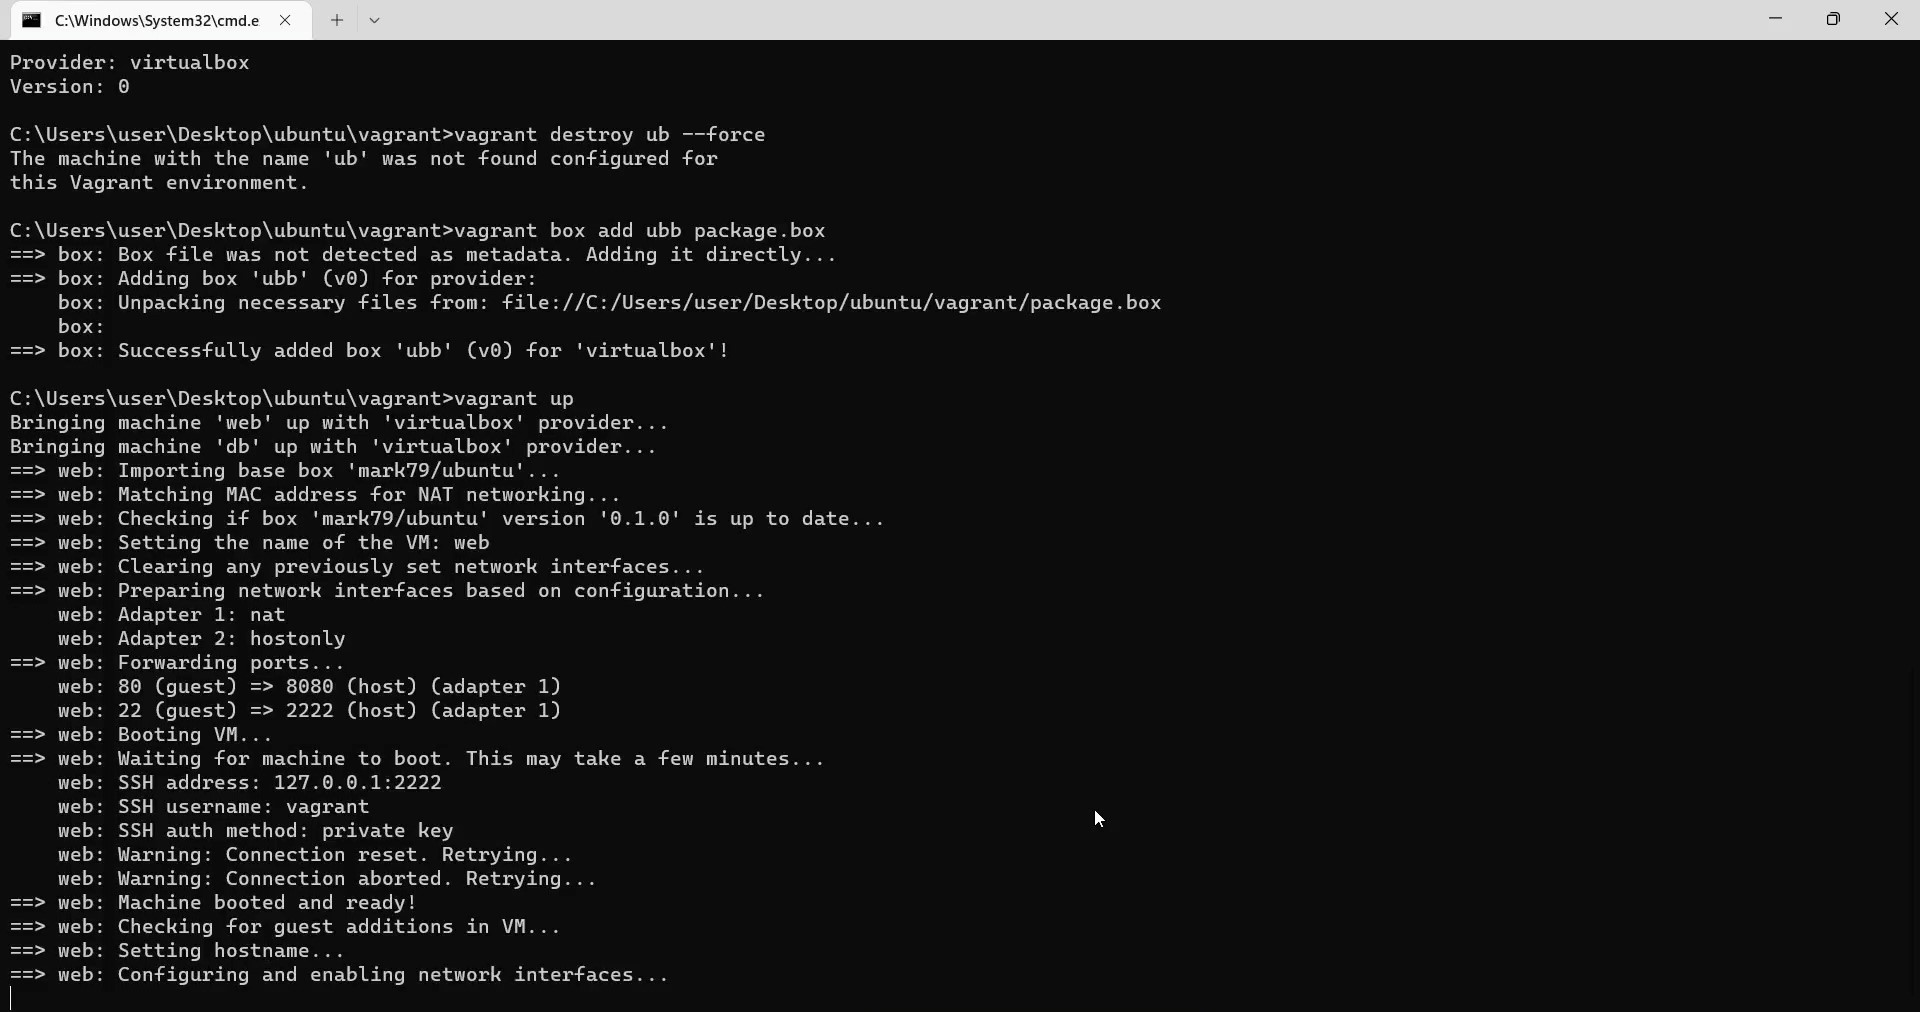 C:\Windows\System32\cmd.e
Provider: virtualbox
Version: 0
C:\Users\user\Desktop\ubuntu\vagrant>vagrant destroy ub --force
The machine with the name 'ub' was not found configured for
this Vagrant environment.
C:\Users\user\Desktop\ubuntu\vagrant>vagrant box add ubb package.box
==> box: Box file was not detected as metadata. Adding it directly...
==> box: Adding box 'ubb' (v0) for provider:
box: Unpacking necessary files from: file://C:/Users/user/Desktop/ubuntu/vagrant/package.box
box:
==> box: Successfully added box 'ubb' (v0) for 'virtualbox'!
C:\Users\user\Desktop\ubuntu\vagrant>vagrant up
Bringing machine 'web' up with 'virtualbox' provider...
Bringing machine 'db' up with 'virtualbox' provider...
==> web: Importing base box 'mark79/ubuntu'...
==> web: Matching MAC address for NAT networking...
==> web: Checking if box 'mark79/ubuntu' version '0.1.0' is up to date...
==> web: Setting the name of the VM: web
==> web: Clearing any previously set network interfaces...
==> web: Preparing network interfaces based on configuration...
web: Adapter 1: nat
web: Adapter 2: hostonly
==> web: Forwarding ports...
web: 80 (guest) => 8080 (host) (adapter 1)
web: 22 (guest) => 2222 (host) (adapter 1)
==> web: Booting VM...
==> web: Waiting for machine to boot. This may take a few minutes...
web: SSH address: 127.0.0.1:2222
web: SSH username: vagrant
web: SSH auth method: private key
web: Warning: Connection reset. Retrying...
web: Warning: Connection aborted. Retrying...
==> web: Machine booted and ready!
==> web: Checking for guest additions in VM...
==> web: Setting hostname...
==> web: Configuring and enabling network interfaces...